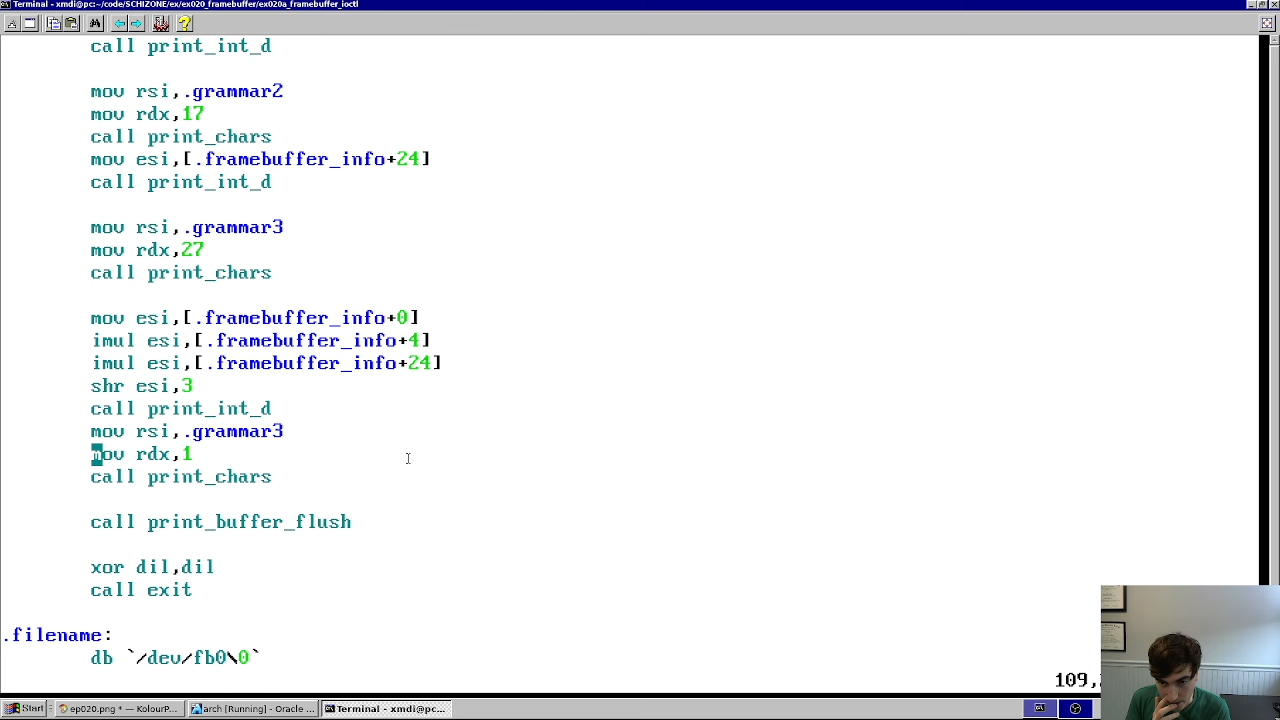 Terminal - xmdi@pc:~/code/SCHIZONE/ex/ex020_framebuffer/ex020a_framebuffer_ioctl
call print_int_d
mov rsi,.grammar2
mov rdx,17
call print_chars
mov esi,[.framebuffer_info+24]
call print_int_d
mov rsi,.grammar3
mov rdx,27
call print_chars
mov esi,[.framebuffer_info+0]
imul esi,[.framebuffer_info+4]
imul esi,[.framebuffer_info+24]
shr esi,3
call print_int_d
mov rsi,.grammar3
mov rdx,1
call print_chars
call print_buffer_flush
xor dil,dil
call exit
.filename:
db `/dev/fb0\0`
109,
Start ep020.png * — KolourP... arch [Running] - Oracle ... Terminal - xmdi@pc...